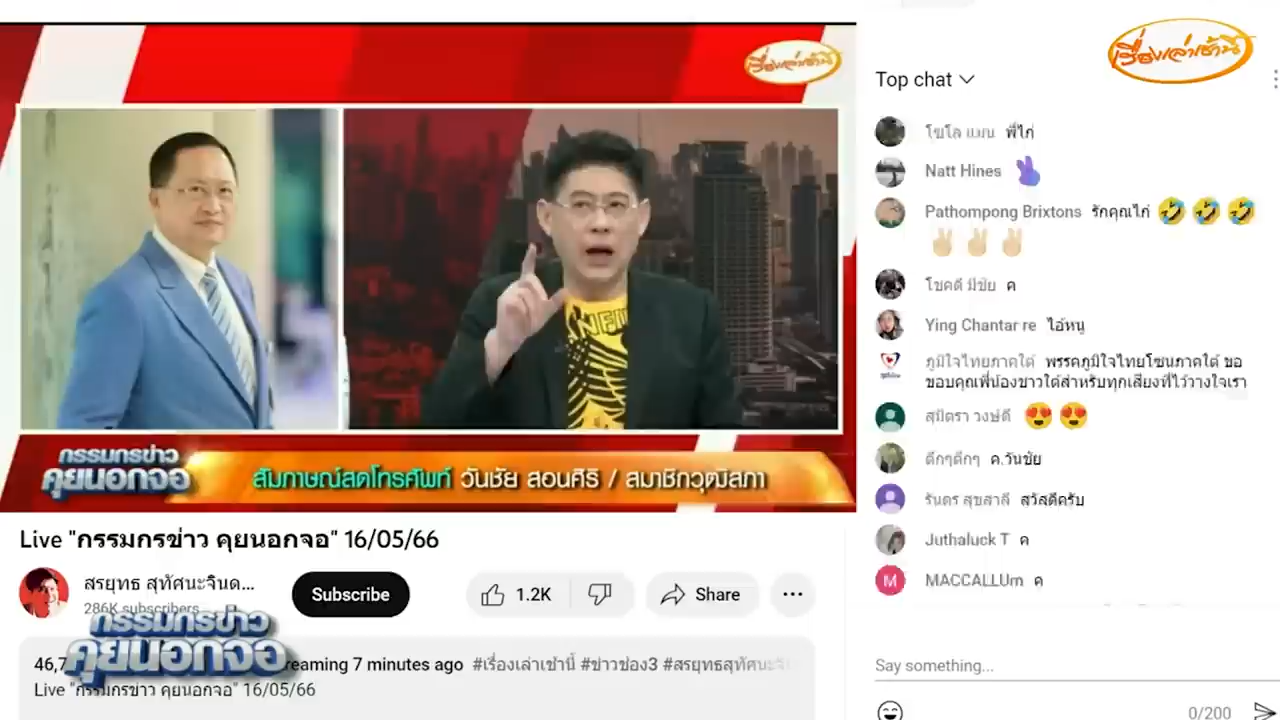 เรื่องเล่าเช้านี้
เรื่องเล่าเช้านี้
NFI
กรรมกรข่าว
คุยนอกจอ
สัมภาษณ์สดโทรศัพท์ วันชัย สอนศิริ / สมาชิกวุฒิสภา
Live "กรรมกรข่าว คุยนอกจอ" 16/05/66
สรยุทธ สุทัศนะจินด...
286K subscribers
Subscribe
1.2K
Share
กรรมกรข่าว
คุยนอกจอ
46,7
reaming 7 minutes ago #เรื่องเล่าเช้านี้ #ข่าวช่อง3 #สรยุทธสุทัศนะจิ
Live "กรรมกรข่าว คุยนอกจอ" 16/05/66
Top chat
โซโล แมน พี่ไก่
Natt Hines
Pathompong Brixtons รักคุณไก่ 🤣 🤣 🤣
✌🏻 ✌🏻 ✌🏻
โชคดี มีชัย ค
Ying Chantar re ไอ้หนู
ภูมิใจไทยภาคใต้ พรรคภูมิใจไทยโซนภาคใต้ ขอ
ขอบคุณพี่น้องชาวใต้สำหรับทุกเสียงที่ไว้วางใจเรา
สุมิตรา วงษ์ดี 😍 😍
ดึกๆดึกๆ ค.วันชัย
รันดร สุขสาลี สวัสดีครับ
Juthaluck T ค
M MACCALLUm ค
Say something...
0/200